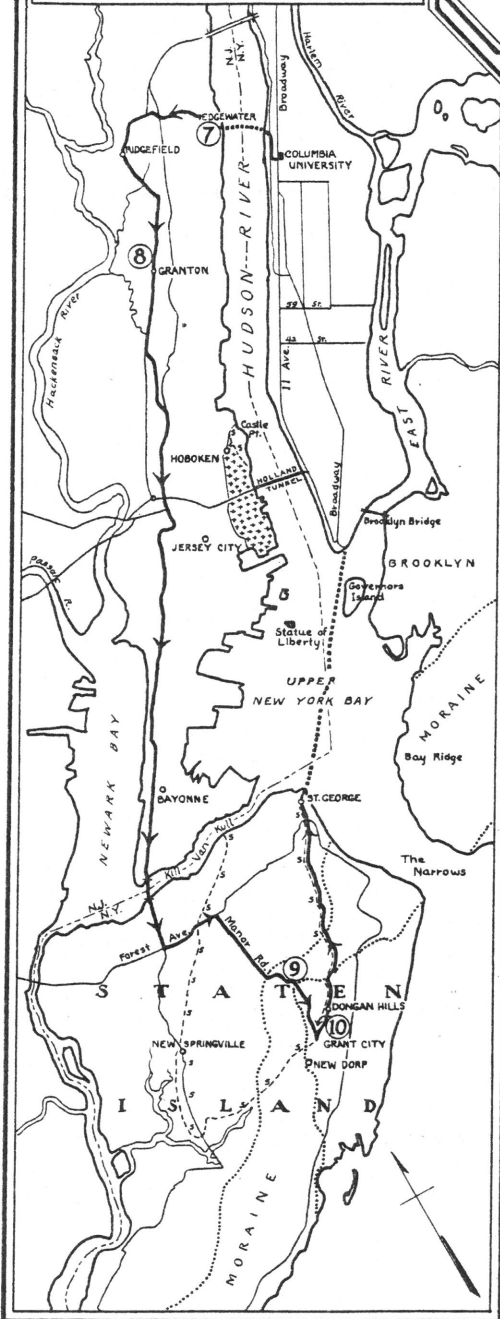 N.J.
N.Y.
Broadway
Harlem
River
EDGEWATER
7
RIDGEFIELD
COLUMBIA
UNIVERSITY
HUDSON RIVER
8
GRANTON
Hackensack River
59 St.
42 St.
11 Ave.
EAST RIVER
Castle
Pt.
S
S
HOBOKEN
HOLLAND
TUNNEL
Broadway
Brooklyn Bridge
JERSEY CITY
Passaic R.
BROOKLYN
Governors
Island
Statue of
Liberty
UPPER
NEW YORK BAY
MORAINE
Bay Ridge
NEWARK BAY
BAYONNE
ST. GEORGE
Kill Van Kull
The
Narrows
N.J.
N.Y.
Forest Ave.
Manor Rd.
9
STATEN
DONGAN HILLS
10
GRANT CITY
NEW SPRINGVILLE
NEW DORP
ISLAND
MORAINE